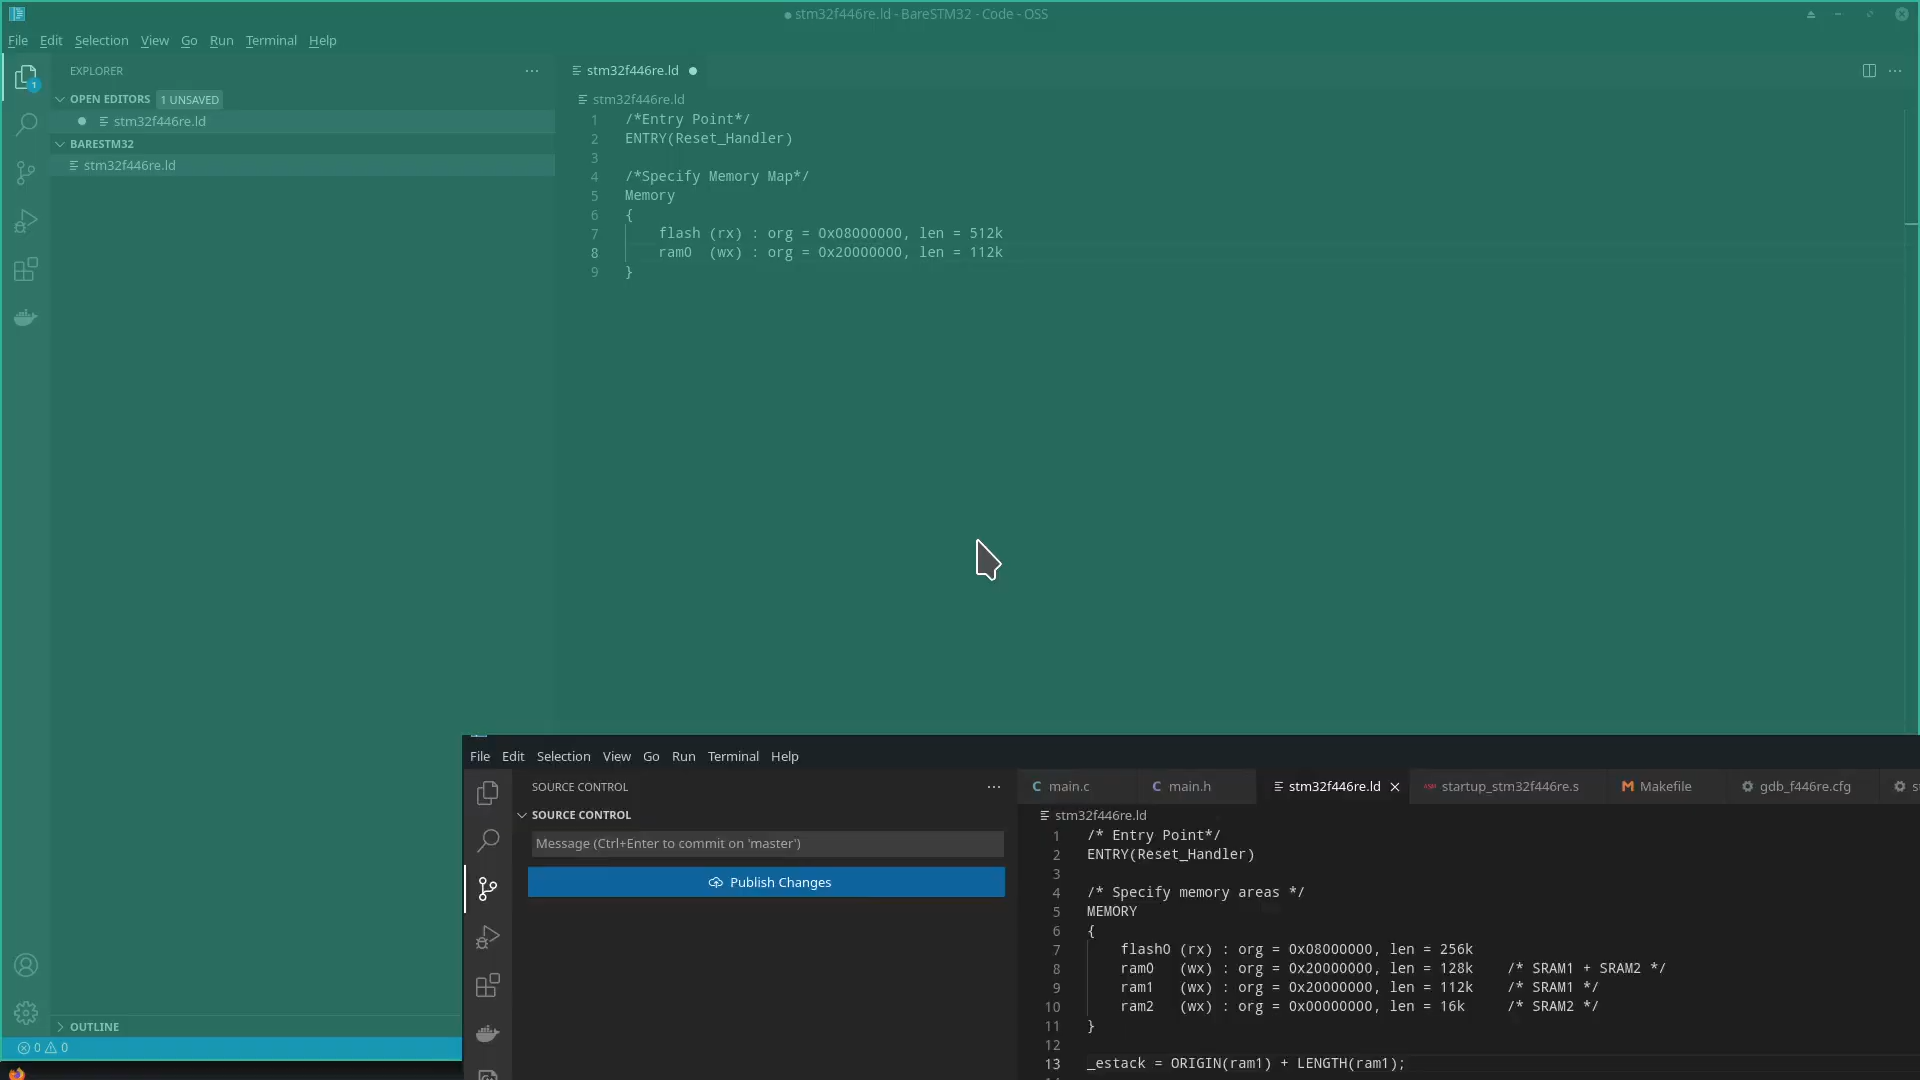 stm32f446re.ld - BareSTM32 - Code - OSS
File Edit Selection View Go Run Terminal Help
EXPLORER
OPEN EDITORS 1 UNSAVED
stm32f446re.ld
BARESTM32
stm32f446re.ld
1
stm32f446re.ld
stm32f446re.ld
1 /*Entry Point*/
2 ENTRY(Reset_Handler)
3
4 /*Specify Memory Map*/
5 Memory
6 {
7 flash (rx) : org = 0x08000000, len = 512k
8 ram0 (wx) : org = 0x20000000, len = 112k
9 }
OUTLINE
0 0
File Edit Selection View Go Run Terminal Help
SOURCE CONTROL
SOURCE CONTROL
Message (Ctrl+Enter to commit on 'master')
Publish Changes
C main.c C main.h stm32f446re.ld startup_stm32f446re.s M Makefile gdb_f446re.cfg
stm32f446re.ld
1 /* Entry Point*/
2 ENTRY(Reset_Handler)
3
4 /* Specify memory areas */
5 MEMORY
6 {
7 flash0 (rx) : org = 0x08000000, len = 256k
8 ram0 (wx) : org = 0x20000000, len = 128k /* SRAM1 + SRAM2 */
9 ram1 (wx) : org = 0x20000000, len = 112k /* SRAM1 */
10 ram2 (wx) : org = 0x00000000, len = 16k /* SRAM2 */
11 }
12
13 _estack = ORIGIN(ram1) + LENGTH(ram1);